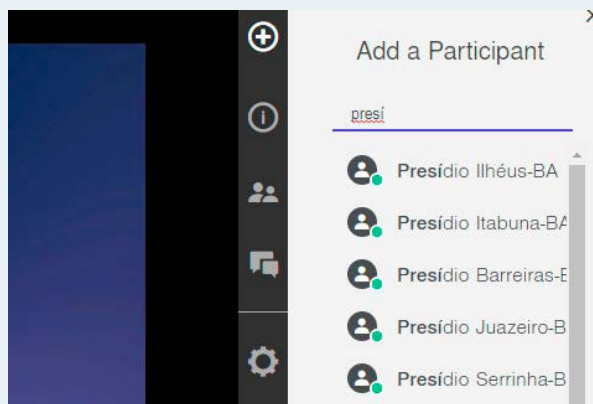 Add a Participant
presí
Presídio Ilhéus-BA
Presídio Itabuna-BA
Presídio Barreiras-B
Presídio Juazeiro-B
Presídio Serrinha-B